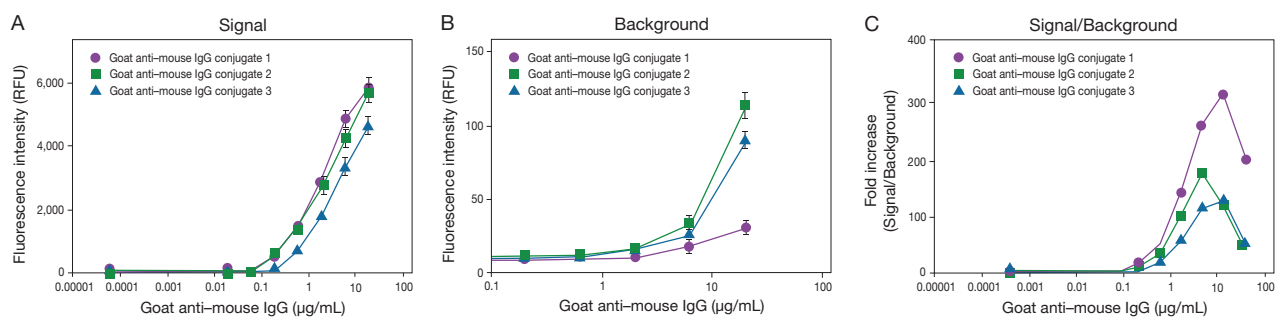 A
Signal
Fluorescence intensity (RFU)
6,000
4,000
2,000
0
Goat anti–mouse IgG conjugate 1
Goat anti–mouse IgG conjugate 2
Goat anti–mouse IgG conjugate 3
0.00001 0.0001 0.001 0.01 0.1 1 10 100
Goat anti–mouse IgG (µg/mL)
B
Background
Fluorescence intensity (RFU)
150
100
50
0
Goat anti–mouse IgG conjugate 1
Goat anti–mouse IgG conjugate 2
Goat anti–mouse IgG conjugate 3
0.1 1 10 100
Goat anti–mouse IgG (µg/mL)
C
Signal/Background
Fold increase
(Signal/Background)
400
300
200
100
0
Goat anti–mouse IgG conjugate 1
Goat anti–mouse IgG conjugate 2
Goat anti–mouse IgG conjugate 3
0.00001 0.0001 0.001 0.01 0.1 1 10 100
Goat anti–mouse IgG (µg/mL)